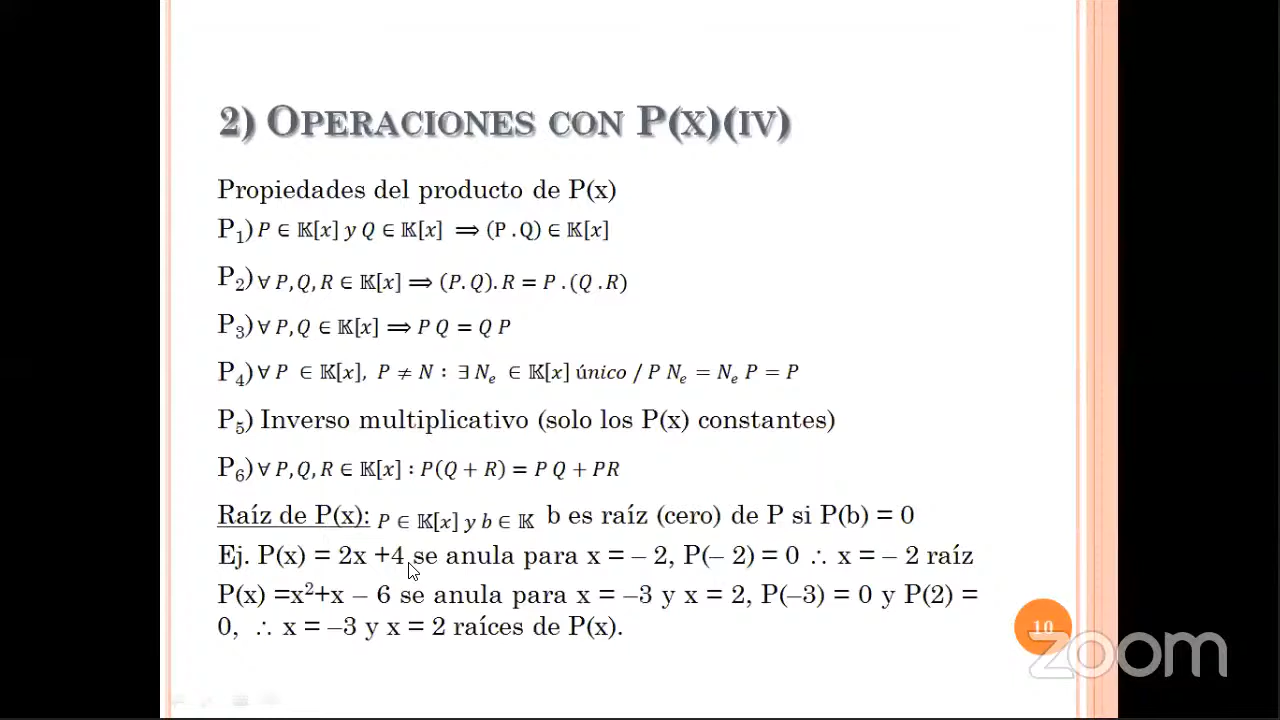 2) OPERACIONES CON P(X)(IV)
Propiedades del producto de P(x)
P₁) P ∈ 𝕂[x] y Q ∈ 𝕂[x] ⟹ (P . Q) ∈ 𝕂[x]
P₂) ∀ P, Q, R ∈ 𝕂[x] ⟹ (P. Q). R = P . (Q . R)
P₃) ∀ P, Q ∈ 𝕂[x] ⟹ P Q = Q P
P₄) ∀ P ∈ 𝕂[x], P ≠ N : ∃ Nₑ ∈ 𝕂[x] único / P Nₑ = Nₑ P = P
P₅) Inverso multiplicativo (solo los P(x) constantes)
P₆) ∀ P, Q, R ∈ 𝕂[x] : P(Q + R) = P Q + PR
Raíz de P(x): P ∈ 𝕂[x] y b ∈ 𝕂 b es raíz (cero) de P si P(b) = 0
Ej. P(x) = 2x +4 se anula para x = – 2, P(– 2) = 0 ∴ x = – 2 raíz
P(x) =x²+x – 6 se anula para x = –3 y x = 2, P(–3) = 0 y P(2) =
0, ∴ x = –3 y x = 2 raíces de P(x).
10
zoom